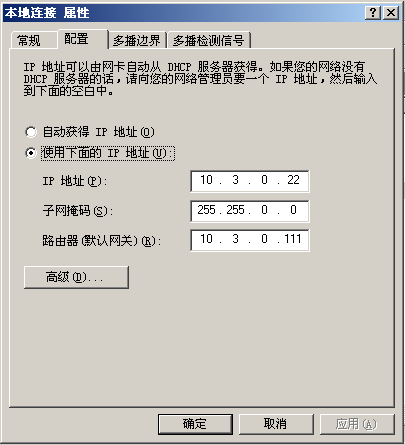 本地连接 属性
常规 配置 多播边界 多播检测信号
IP 地址可以由网卡自动从 DHCP 服务器获得。如果您的网络没有
DHCP 服务器的话，请向您的网络管理员要一个 IP 地址，然后输入
到下面的空白中。
自动获得 IP 地址(O)
使用下面的 IP 地址(U):
IP 地址(P): 10 . 3 . 0 . 22
子网掩码(S): 255 . 255 . 0 . 0
路由器(默认网关)(R): 10 . 3 . 0 . 111
高级(D)...
确定 取消 应用(A)